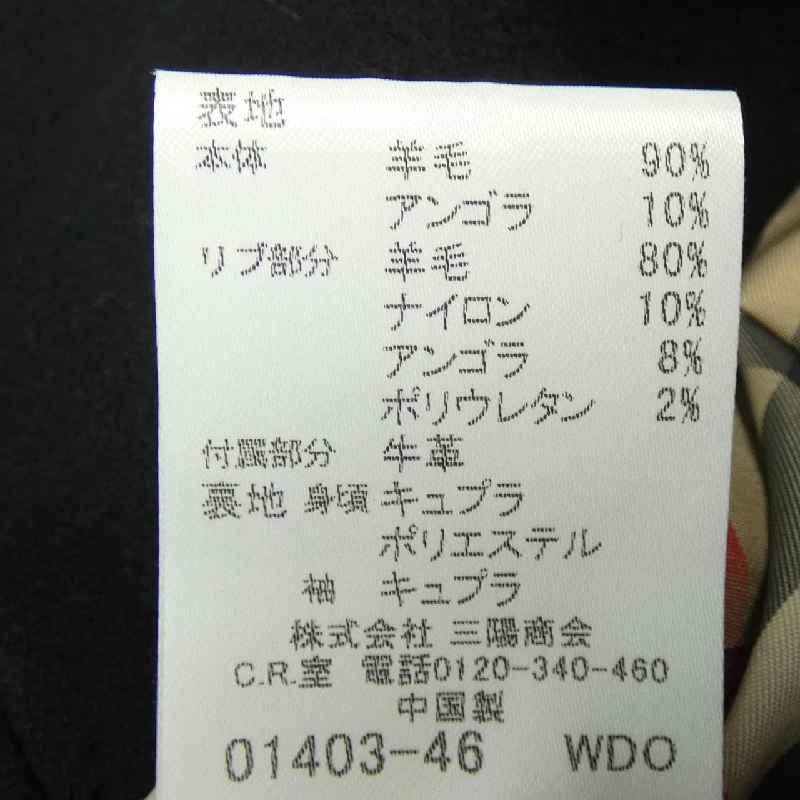 表地
本体 羊毛 90%
アンゴラ 10%
リブ部分 羊毛 80%
ナイロン 10%
アンゴラ 8%
ポリウレタン 2%
付属部分 牛革
裏地 身頃 キュプラ
ポリエステル
袖 キュプラ
株式会社 三陽商会
C.R.室 電話0120-340-460
中国製
01403-46 WDO